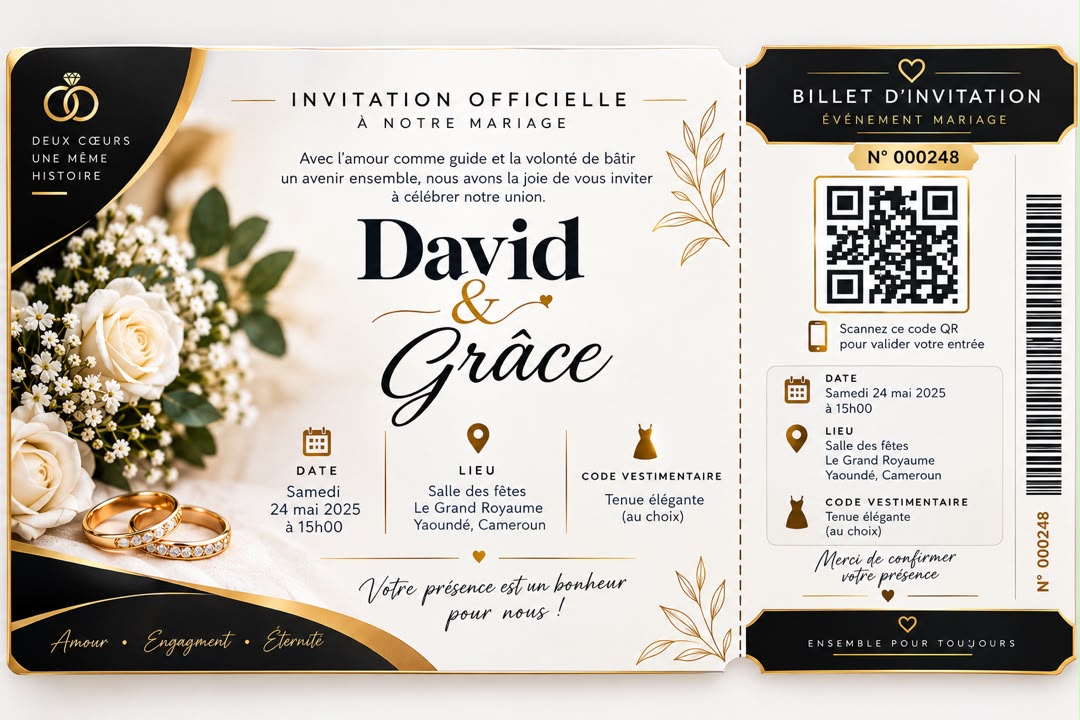 DEUX CŒURS
UNE MÊME
HISTOIRE
INVITATION OFFICIELLE
À NOTRE MARIAGE
Avec l'amour comme guide et la volonté de bâtir
un avenir ensemble, nous avons la joie de vous inviter
à célébrer notre union.
David
&
Grâce
DATE
Samedi
24 mai 2025
à 15h00
LIEU
Salle des fêtes
Le Grand Royaume
Yaoundé, Cameroun
CODE VESTIMENTAIRE
Tenue élégante
(au choix)
Votre présence est un bonheur
pour nous !
Amour • Engagment • Éternité
BILLET D'INVITATION
ÉVÉNEMENT MARIAGE
N° 000248
Scannez ce code QR
pour valider votre entrée
DATE
Samedi 24 mai 2025
à 15h00
LIEU
Salle des fêtes
Le Grand Royaume
Yaoundé, Cameroun
CODE VESTIMENTAIRE
Tenue élégante
(au choix)
Merci de confirmer
votre présence
N° 000248
ENSEMBLE POUR TOUJOURS